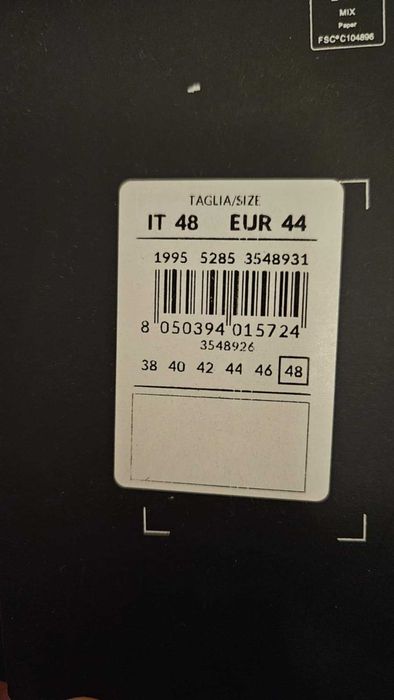 MIX
Paper
FSC®C104896
TAGLIA/SIZE
IT 48 EUR 44
1995 5285 3548931
8 050394 015724
3548926
38 40 42 44 46 48